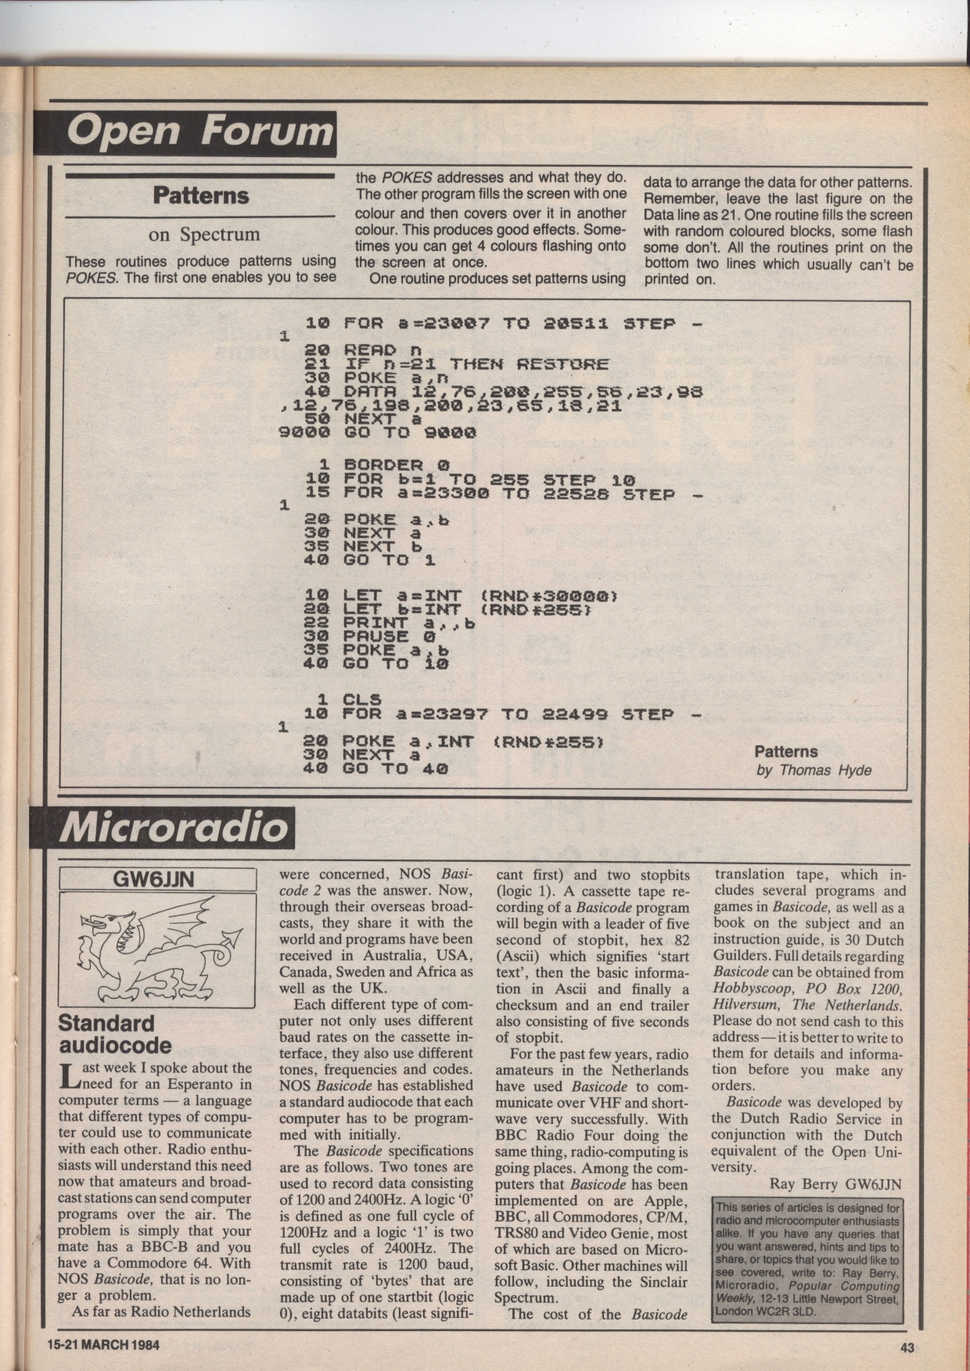 Open Forum
Patterns
on Spectrum
These routines produce patterns using
POKES. The first one enables you to see
the POKES addresses and what they do.
The other program fills the screen with one
colour and then covers over it in another
colour. This produces good effects. Some-
times you can get 4 colours flashing onto
the screen at once.
One routine produces set patterns using
data to arrange the data for other patterns.
Remember, leave the last figure on the
Data line as 21. One routine fills the screen
with random coloured blocks, some flash
some don't. All the routines print on the
bottom two lines which usually can't be
printed on.
10 FOR a=23007 TO 20511 STEP -
1
20 READ n
21 IF n=21 THEN RESTORE
30 POKE a,n
40 DATA 12,76,200,255,56,23,98
,12,76,198,200,23,65,18,21
50 NEXT a
9000 GO TO 9000
1 BORDER 0
10 FOR b=1 TO 255 STEP 10
15 FOR a=23300 TO 22528 STEP -
1
20 POKE a,b
30 NEXT a
35 NEXT b
40 GO TO 1
10 LET a=INT (RND*30000)
20 LET b=INT (RND*255)
22 PRINT a,,b
30 PAUSE 0
35 POKE a,b
40 GO TO 10
1 CLS
10 FOR a=23297 TO 22499 STEP -
1
20 POKE a,INT (RND*255)
30 NEXT a
40 GO TO 40
Patterns
by Thomas Hyde
Microradio
GW6JJN
Standard
audiocode
Last week I spoke about the
need for an Esperanto in
computer terms — a language
that different types of compu-
ter could use to communicate
with each other. Radio enthu-
siasts will understand this need
now that amateurs and broad-
cast stations can send computer
programs over the air. The
problem is simply that your
mate has a BBC-B and you
have a Commodore 64. With
NOS Basicode, that is no lon-
ger a problem.
As far as Radio Netherlands
were concerned, NOS Basi-
code 2 was the answer. Now,
through their overseas broad-
casts, they share it with the
world and programs have been
received in Australia, USA,
Canada, Sweden and Africa as
well as the UK.
Each different type of com-
puter not only uses different
baud rates on the cassette in-
terface, they also use different
tones, frequencies and codes.
NOS Basicode has established
a standard audiocode that each
computer has to be program-
med with initially.
The Basicode specifications
are as follows. Two tones are
used to record data consisting
of 1200 and 2400Hz. A logic ‘0’
is defined as one full cycle of
1200Hz and a logic ‘1’ is two
full cycles of 2400Hz. The
transmit rate is 1200 baud,
consisting of ‘bytes’ that are
made up of one startbit (logic
0), eight databits (least signifi-
cant first) and two stopbits
(logic 1). A cassette tape re-
cording of a Basicode program
will begin with a leader of five
second of stopbit, hex 82
(Ascii) which signifies ‘start
text’, then the basic informa-
tion in Ascii and finally a
checksum and an end trailer
also consisting of five seconds
of stopbit.
For the past few years, radio
amateurs in the Netherlands
have used Basicode to com-
municate over VHF and short-
wave very successfully. With
BBC Radio Four doing the
same thing, radio-computing is
going places. Among the com-
puters that Basicode has been
implemented on are Apple,
BBC, all Commodores, CP/M,
TRS80 and Video Genie, most
of which are based on Micro-
soft Basic. Other machines will
follow, including the Sinclair
Spectrum.
The cost of the Basicode
translation tape, which in-
cludes several programs and
games in Basicode, as well as a
book on the subject and an
instruction guide, is 30 Dutch
Guilders. Full details regarding
Basicode can be obtained from
Hobbyscoop, PO Box 1200,
Hilversum, The Netherlands.
Please do not send cash to this
address — it is better to write to
them for details and informa-
tion before you make any
orders.
Basicode was developed by
the Dutch Radio Service in
conjunction with the Dutch
equivalent of the Open Uni-
versity.
Ray Berry GW6JJN
This series of articles is designed for
radio and microcomputer enthusiasts
alike. If you have any queries that
you want answered, hints and tips to
share, or topics that you would like to
see covered, write to: Ray Berry,
Microradio, Popular Computing
Weekly, 12-13 Little Newport Street,
London WC2R 3LD.
15-21 MARCH 1984
43